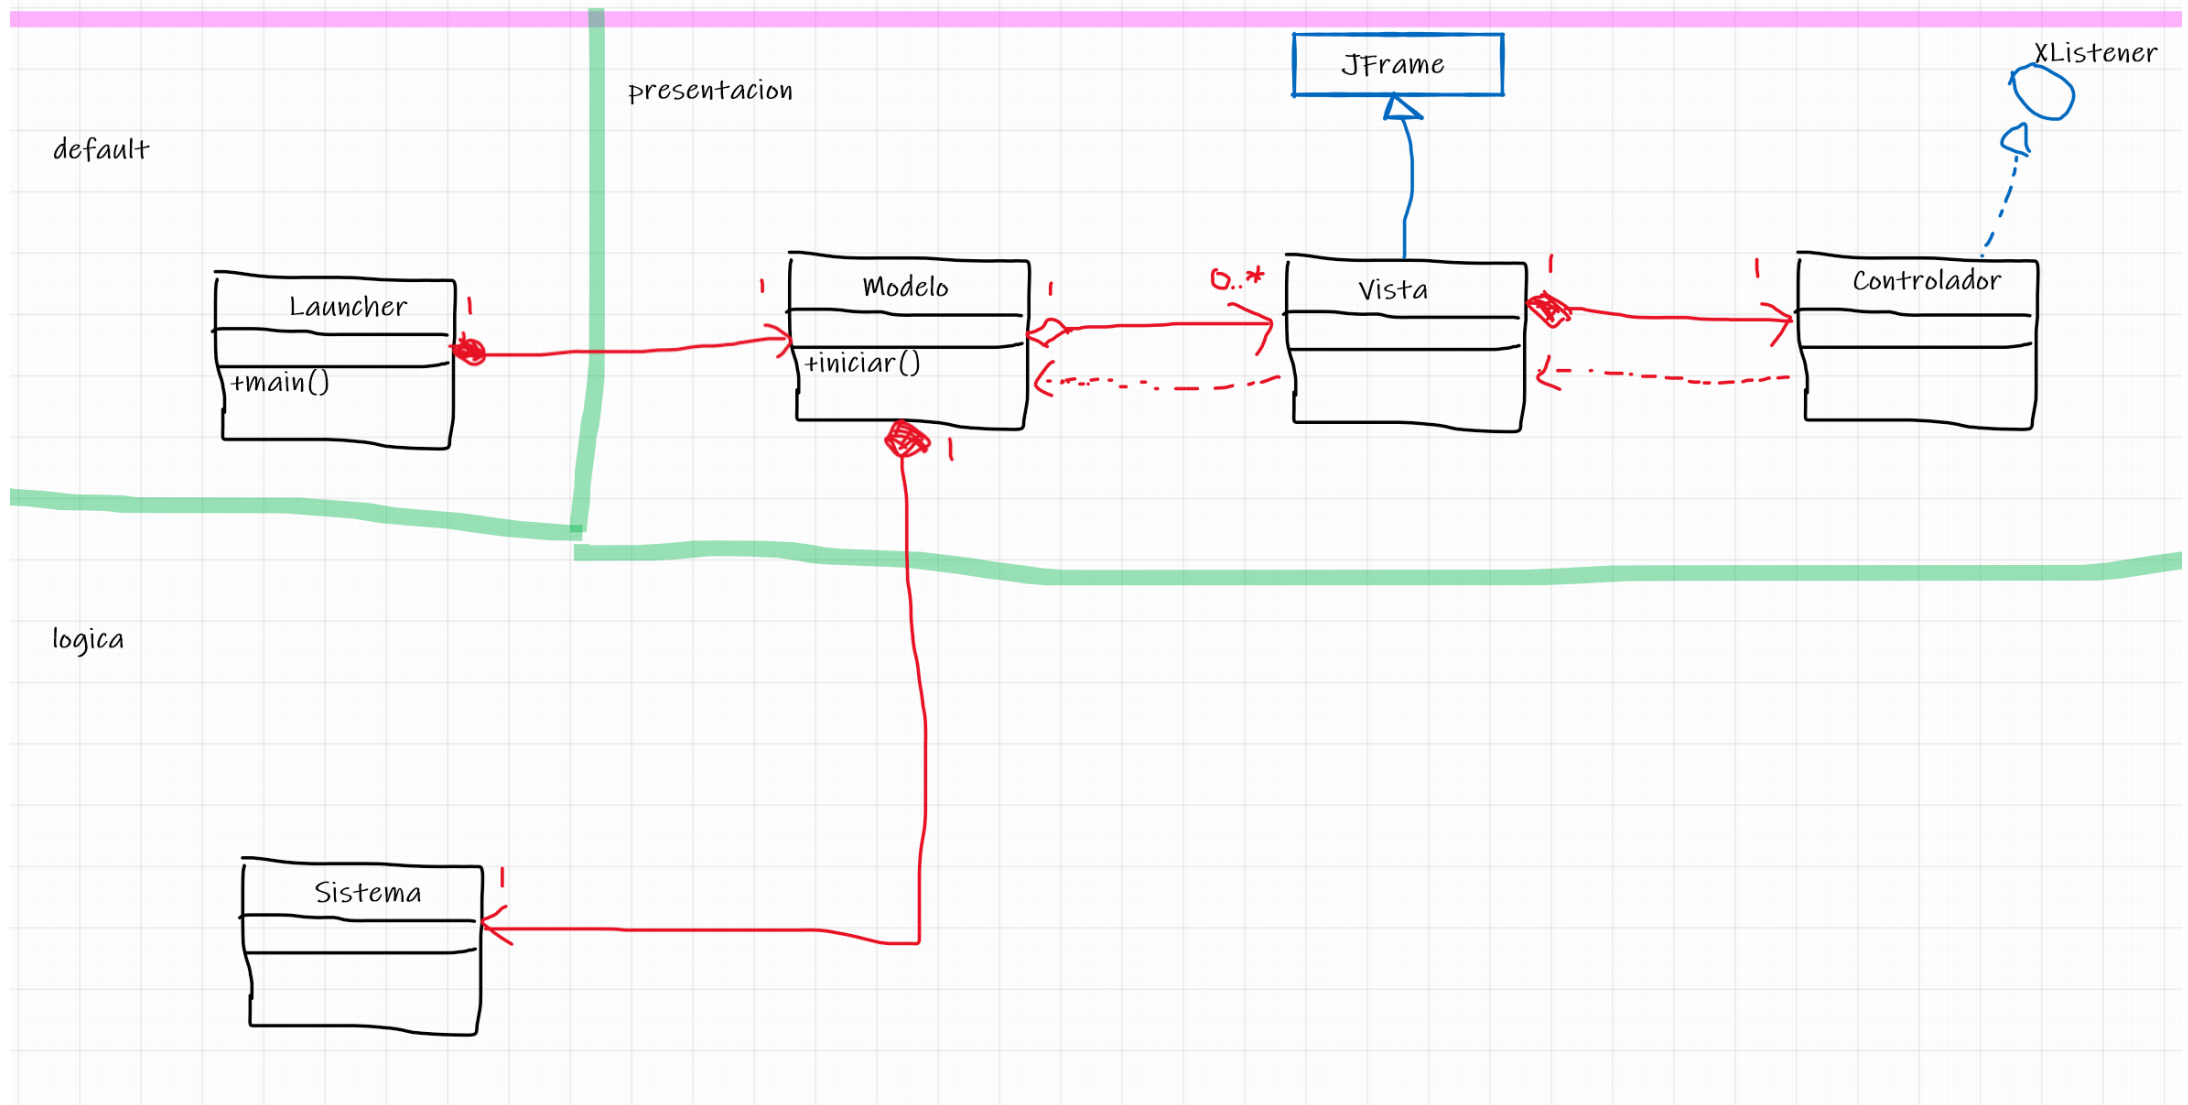 JFrame
XListener
presentacion
default
Launcher
+main()
1
1
Modelo
+iniciar()
1
1
0..*
Vista
1
1
Controlador
logica
Sistema
1